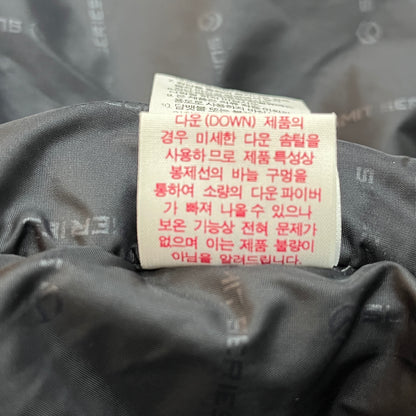 다운(DOWN) 제품의
경우 미세한 다운 솜털을
사용하므로 제품 특성상
봉제선의 바늘 구멍을
통하여 소량의 다운 파이버
가 빠져 나올 수 있으나
보온 기능상 전혀 문제가
없으며 이는 제품 불량이
아님을 알려드립니다.